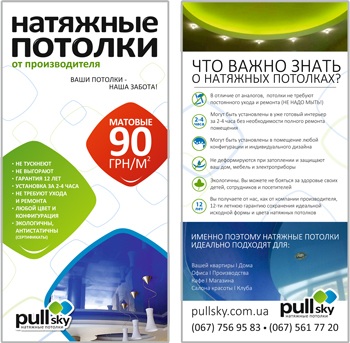 НАТЯЖНЫЕ
ПОТОЛКИ
от производителя
ВАШИ ПОТОЛКИ -
НАША ЗАБОТА!
МАТОВЫЕ
90
ГРН/М²
• НЕ ТУСКНЕЮТ
• НЕ ВЫГОРАЮТ
• ГАРАНТИЯ 12 ЛЕТ
• УСТАНОВКА ЗА 2-4 ЧАСА
• НЕ ТРЕБУЮТ УХОДА
И РЕМОНТА
• ЛЮБОЙ ЦВЕТ И
КОНФИГУРАЦИЯ
• ЭКОЛОГИЧНЫ,
АНТИСТАТИЧНЫ
(СЕРТИФИКАТЫ)
pullsky
НАТЯЖНЫЕ ПОТОЛКИ
ЧТО ВАЖНО ЗНАТЬ
О НАТЯЖНЫХ ПОТОЛКАХ?
В отличие от аналогов, потолки не требуют
постоянного ухода и ремонта (НЕ НАДО МЫТЬ!)
2-4
ЧАСА
Могут быть установлены в уже готовый интерьер
за 2-4 часа без необходимости полного ремонта
помещения
Могут быть установлены в помещение любой
конфигурации и индивидуального дизайна
Не деформируются при затоплении и защищают
ваш дом, мебель и электроприборы
Экологичны. Вы можете не бояться за здоровье своих
детей, сотрудников и посетителей
12
ЛЕТ
Вы получаете от нас, как от компании производителя,
12-ти летнюю гарантию сохранения идеальной
исходной формы и цвета натяжных потолков
ИМЕННО ПОЭТОМУ НАТЯЖНЫЕ ПОТОЛКИ
ИДЕАЛЬНО ПОДХОДЯТ ДЛЯ:
Вашей квартиры \ Дома
Офиса \ Производства
Кафе \ Магазина
Салона красоты \ Клуба
pullsky
НАТЯЖНЫЕ ПОТОЛКИ
www.pullsky.com.ua
(067) 756 95 83 • (067) 561 77 20